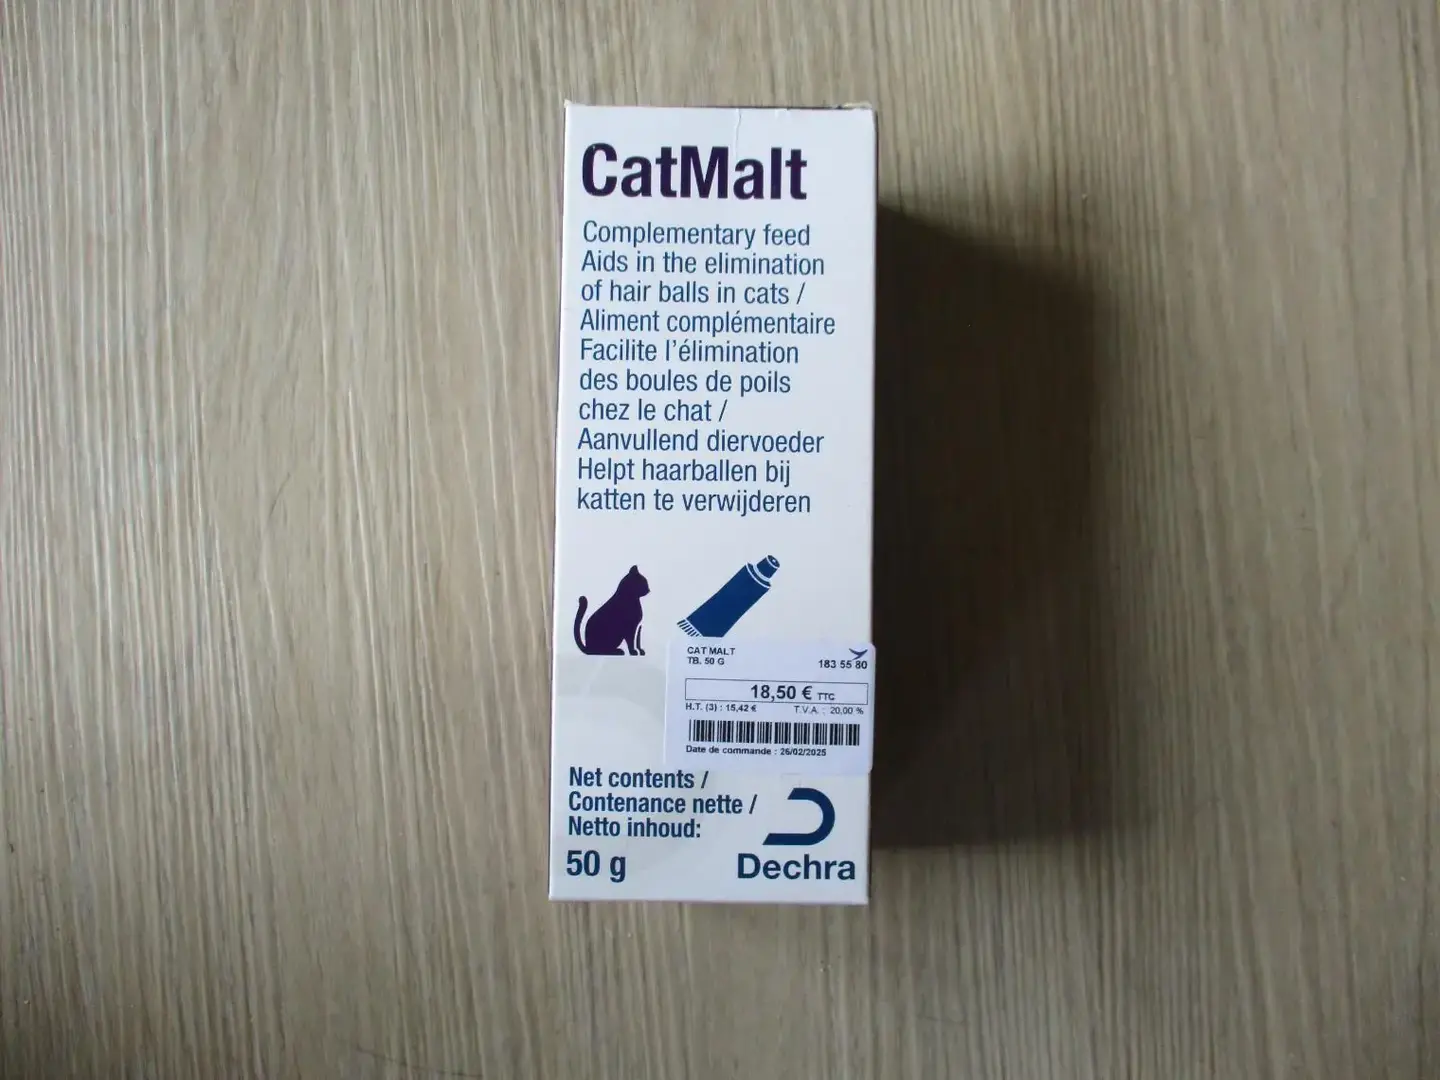 CatMalt
Complementary feed
Aids in the elimination
of hair balls in cats /
Aliment complémentaire
Facilite l'élimination
des boules de poils
chez le chat /
Aanvullend diervoeder
Helpt haarballen bij
katten te verwijderen
CAT MALT
TB. 50 G
183 55 80
18,50 € TTC
H.T. (3) : 15,42 € T.V.A. : 20,00 %
Date de commande : 26/02/2025
Net contents /
Contenance nette /
Netto inhoud:
50 g
Dechra